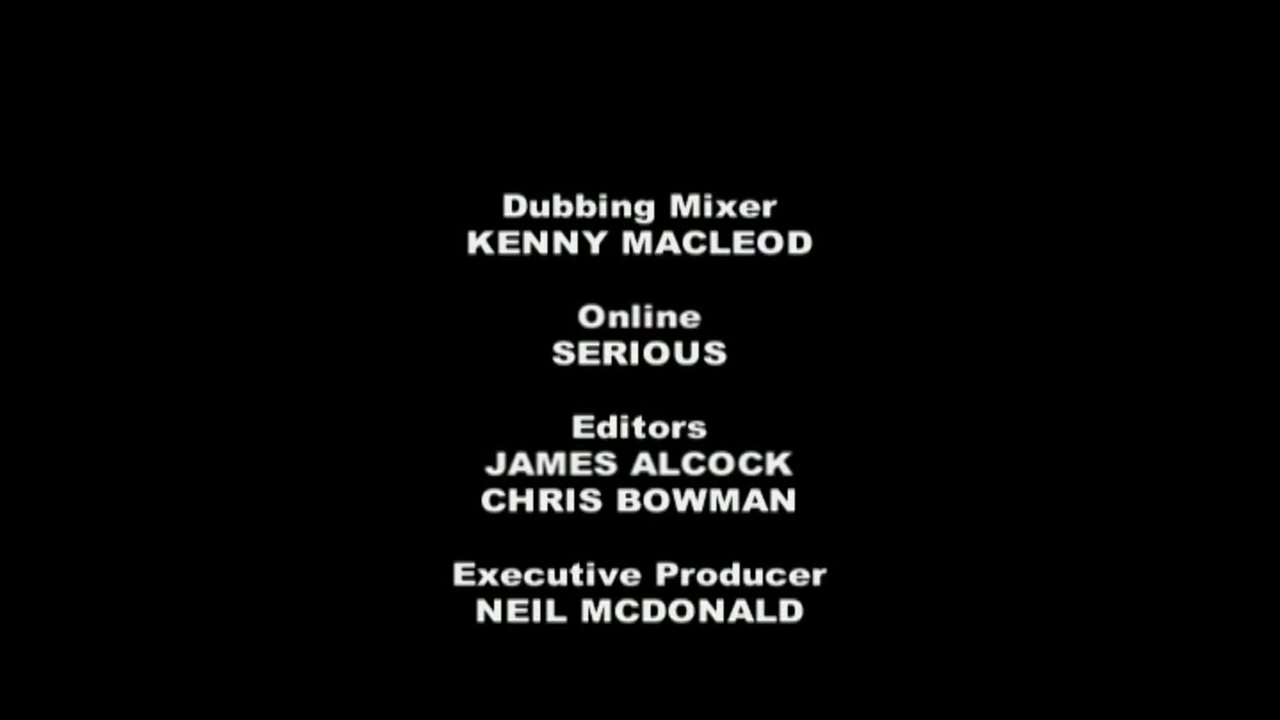 Dubbing Mixer
KENNY MACLEOD
Online
SERIOUS
Editors
JAMES ALCOCK
CHRIS BOWMAN
Executive Producer
NEIL MCDONALD